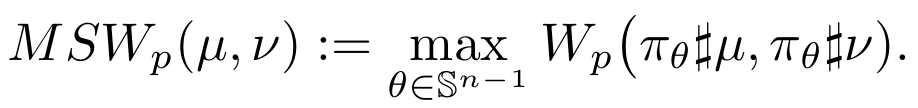 MSW_p(μ, ν) := max_{θ∈𝕊^{n−1}} W_p(π_θ♯μ, π_θ♯ν).